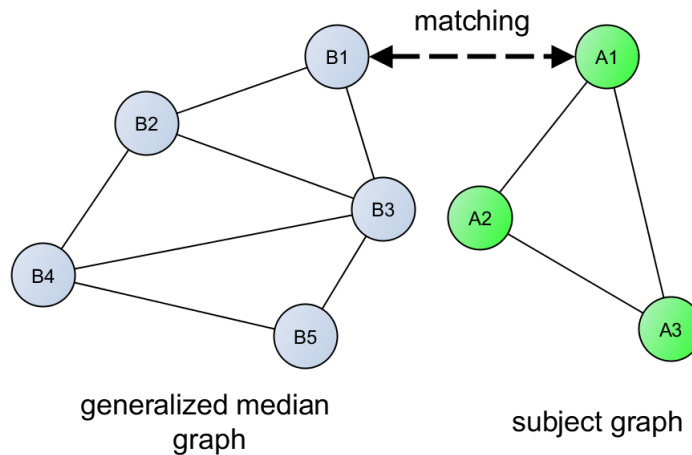 matching
B1
A1
B2
B3
A2
B4
B5
A3
generalized median
graph
subject graph